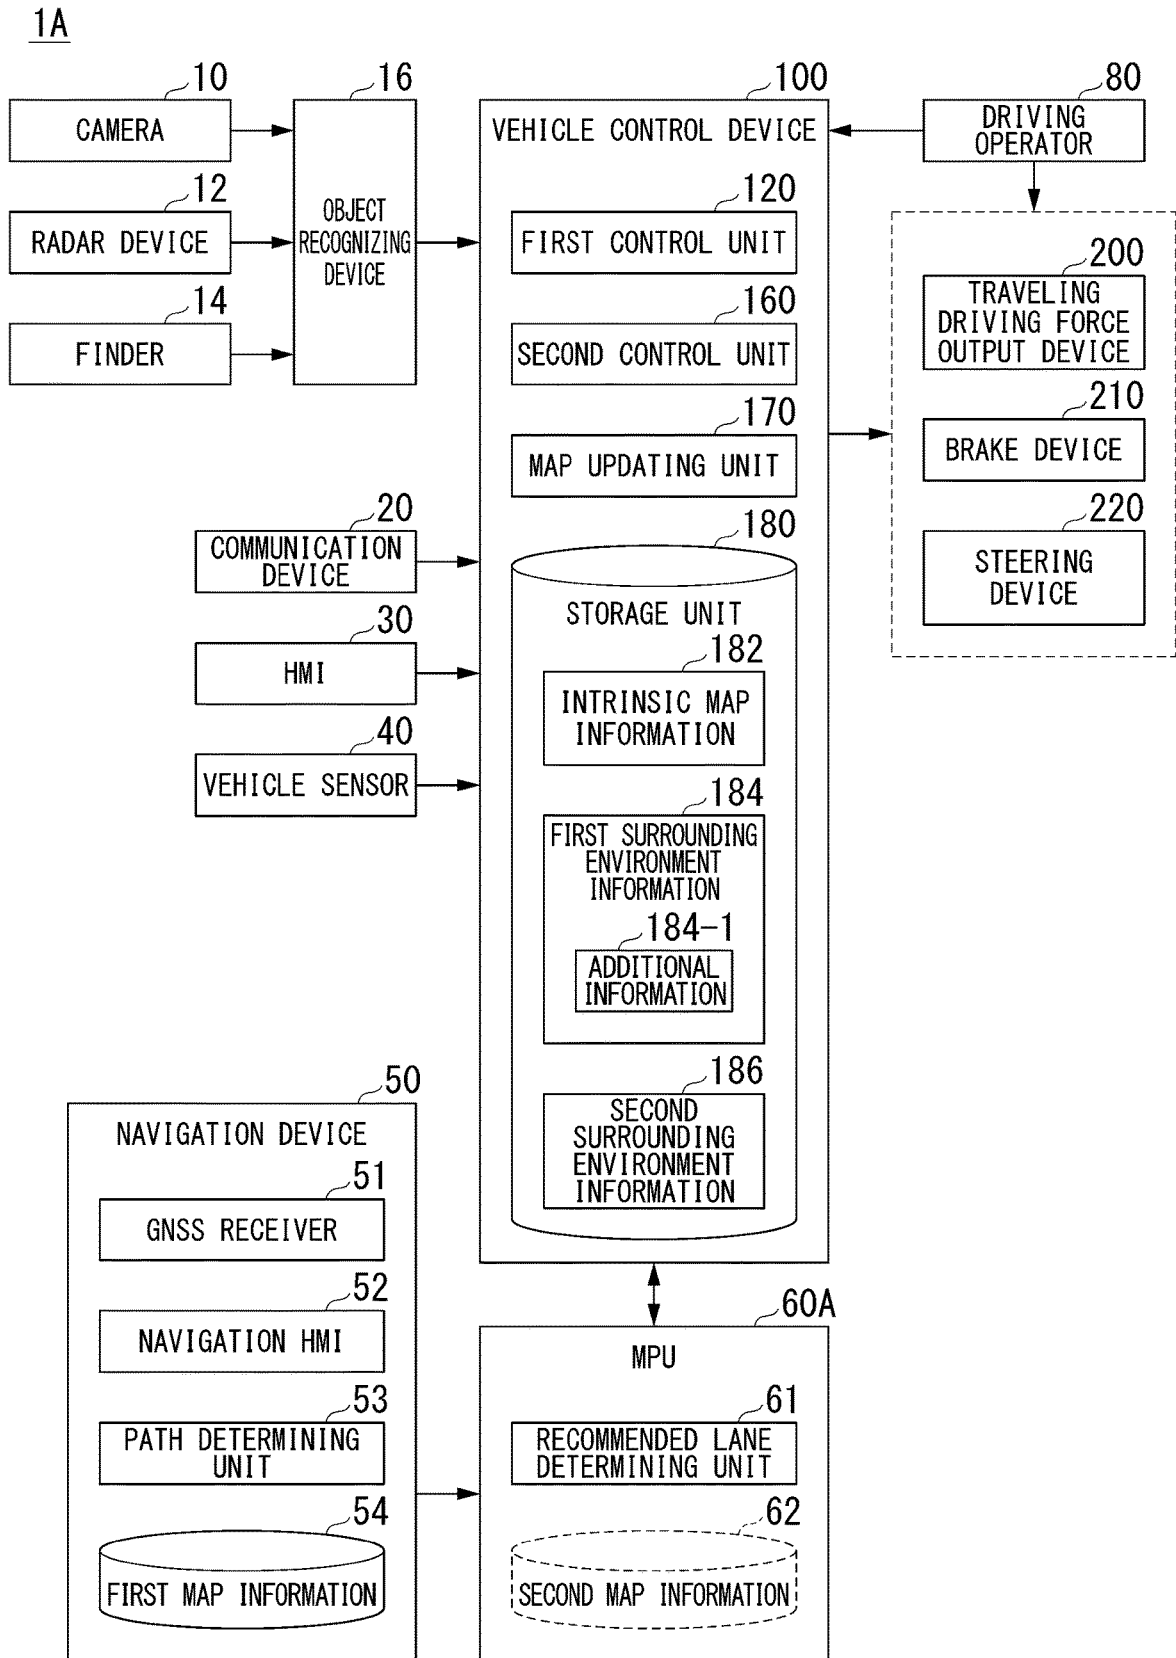 1A
10
CAMERA
12
RADAR DEVICE
14
FINDER
16
OBJECT
RECOGNIZING
DEVICE
20
COMMUNICATION
DEVICE
30
HMI
40
VEHICLE SENSOR
100
VEHICLE CONTROL DEVICE
120
FIRST CONTROL UNIT
160
SECOND CONTROL UNIT
170
MAP UPDATING UNIT
180
STORAGE UNIT
182
INTRINSIC MAP
INFORMATION
184
FIRST SURROUNDING
ENVIRONMENT
INFORMATION
184-1
ADDITIONAL
INFORMATION
186
SECOND
SURROUNDING
ENVIRONMENT
INFORMATION
80
DRIVING
OPERATOR
200
TRAVELING
DRIVING FORCE
OUTPUT DEVICE
210
BRAKE DEVICE
220
STEERING
DEVICE
50
NAVIGATION DEVICE
51
GNSS RECEIVER
52
NAVIGATION HMI
53
PATH DETERMINING
UNIT
54
FIRST MAP INFORMATION
60A
MPU
61
RECOMMENDED LANE
DETERMINING UNIT
62
SECOND MAP INFORMATION